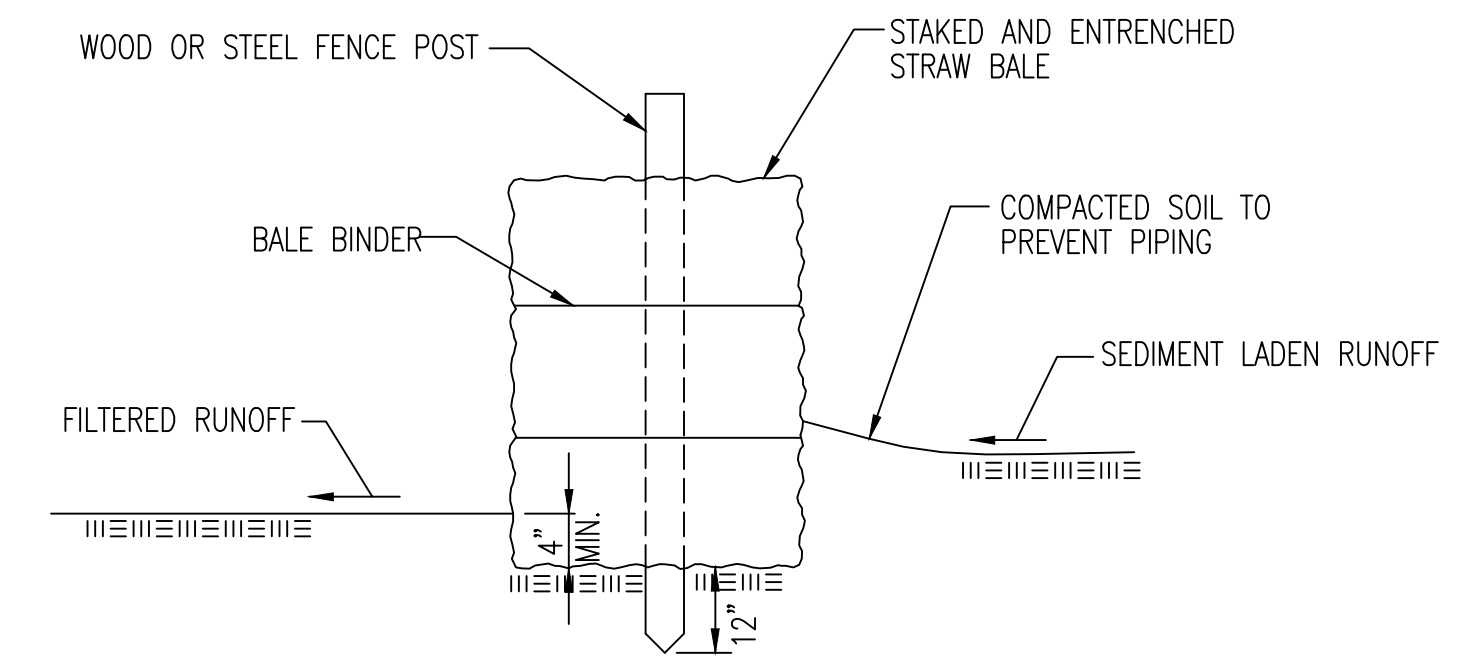 WOOD OR STEEL FENCE POST
STAKED AND ENTRENCHED
STRAW BALE
BALE BINDER
COMPACTED SOIL TO
PREVENT PIPING
SEDIMENT LADEN RUNOFF
FILTERED RUNOFF
4"
MIN.
12"